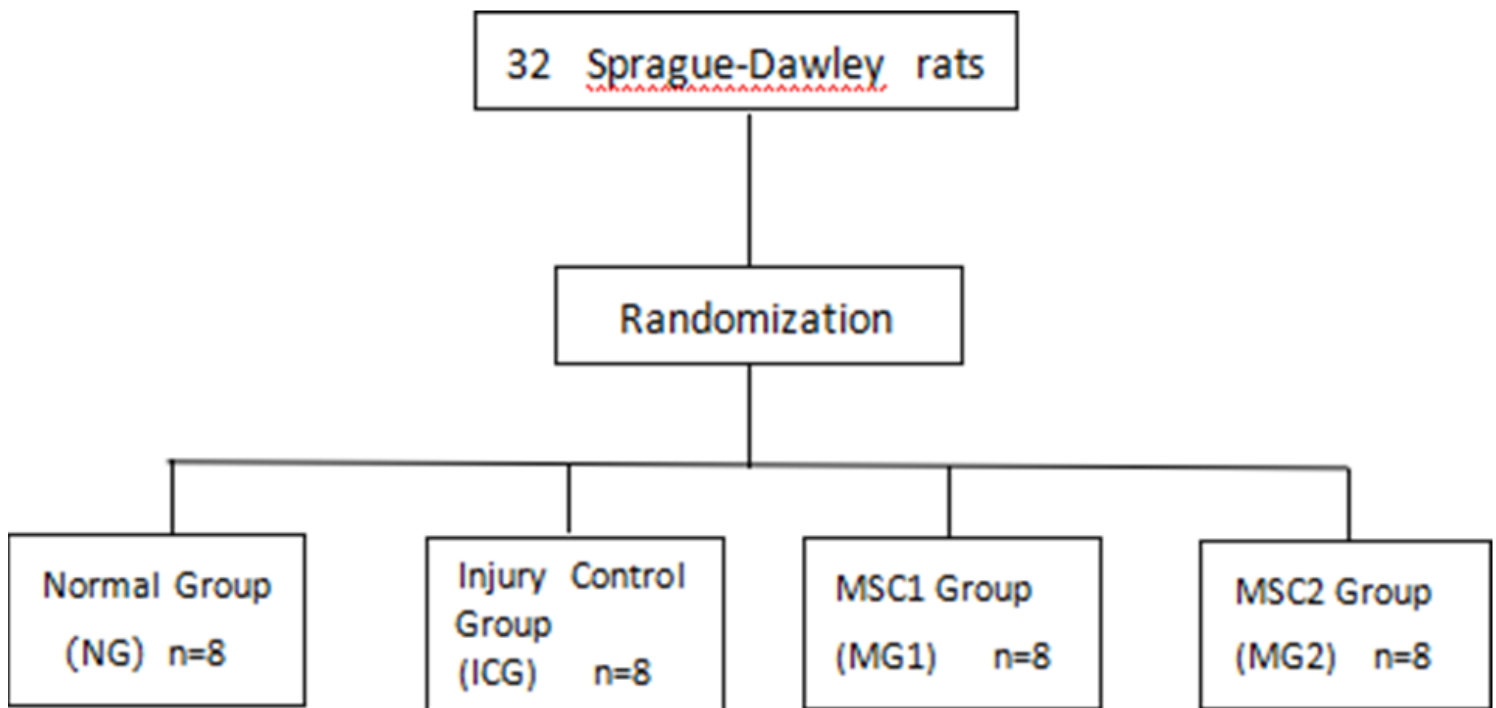 32 Sprague-Dawley rats
Randomization
Normal Group
(NG) n=8
Injury Control
Group
(ICG) n=8
MSC1 Group
(MG1) n=8
MSC2 Group
(MG2) n=8